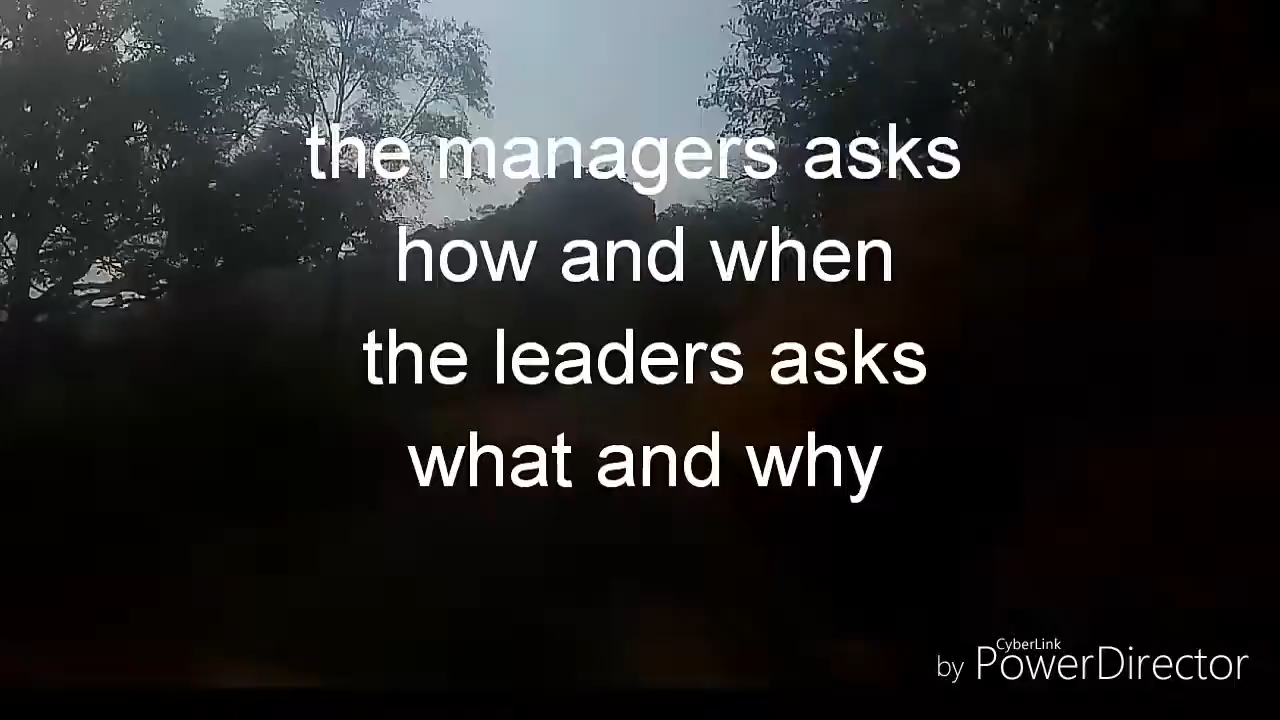 the managers asks
how and when
the leaders asks
what and why
CyberLink
by PowerDirector